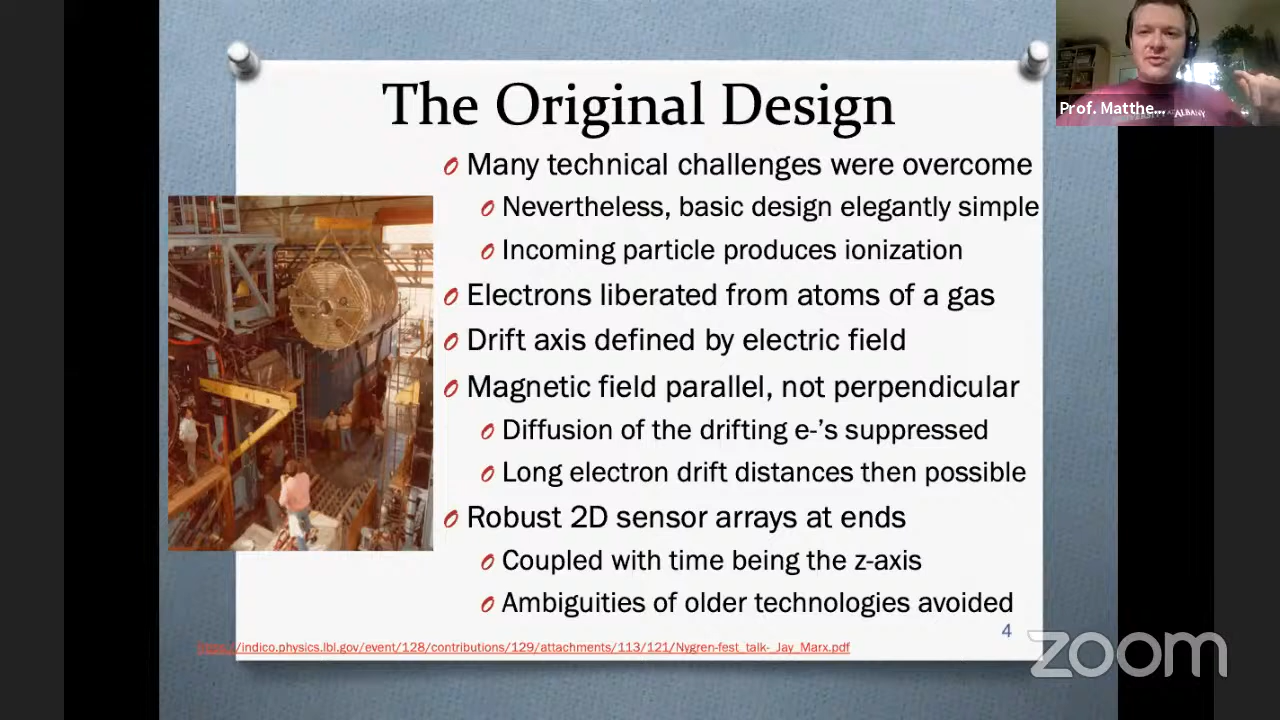 The Original Design
Many technical challenges were overcome
Nevertheless, basic design elegantly simple
Incoming particle produces ionization
Electrons liberated from atoms of a gas
Drift axis defined by electric field
Magnetic field parallel, not perpendicular
Diffusion of the drifting e-'s suppressed
Long electron drift distances then possible
Robust 2D sensor arrays at ends
Coupled with time being the z-axis
Ambiguities of older technologies avoided
4
https://indico.physics.lbl.gov/event/128/contributions/129/attachments/113/121/Nygren-fest_talk-_Jay_Marx.pdf
Prof. Matthe...
ALBANY
zoom